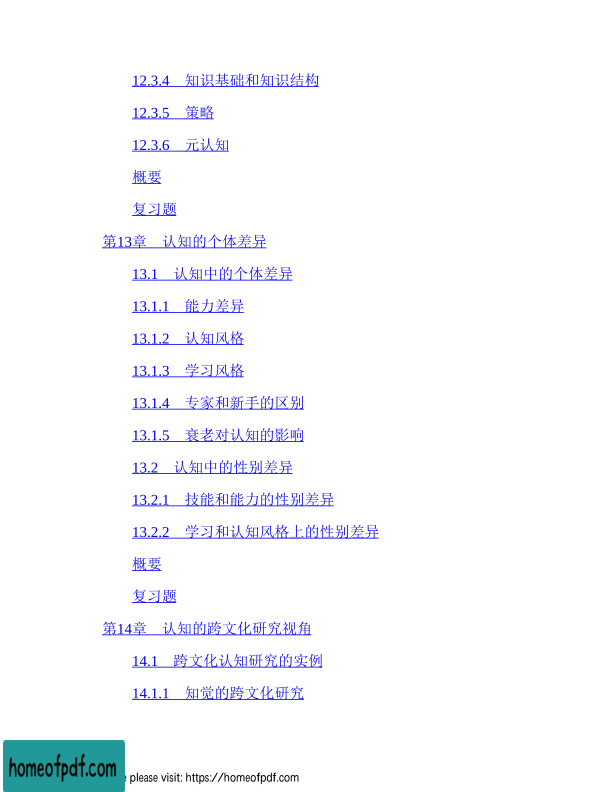 12.3.4 知识基础和知识结构
12.3.5 策略
12.3.6 元认知
概要
复习题
第13章 认知的个体差异
13.1 认知中的个体差异
13.1.1 能力差异
13.1.2 认知风格
13.1.3 学习风格
13.1.4 专家和新手的区别
13.1.5 衰老对认知的影响
13.2 认知中的性别差异
13.2.1 技能和能力的性别差异
13.2.2 学习和认知风格上的性别差异
概要
复习题
第14章 认知的跨文化研究视角
14.1 跨文化认知研究的实例
14.1.1 知觉的跨文化研究
homeofpdf.com
please visit: https://homeofpdf.com